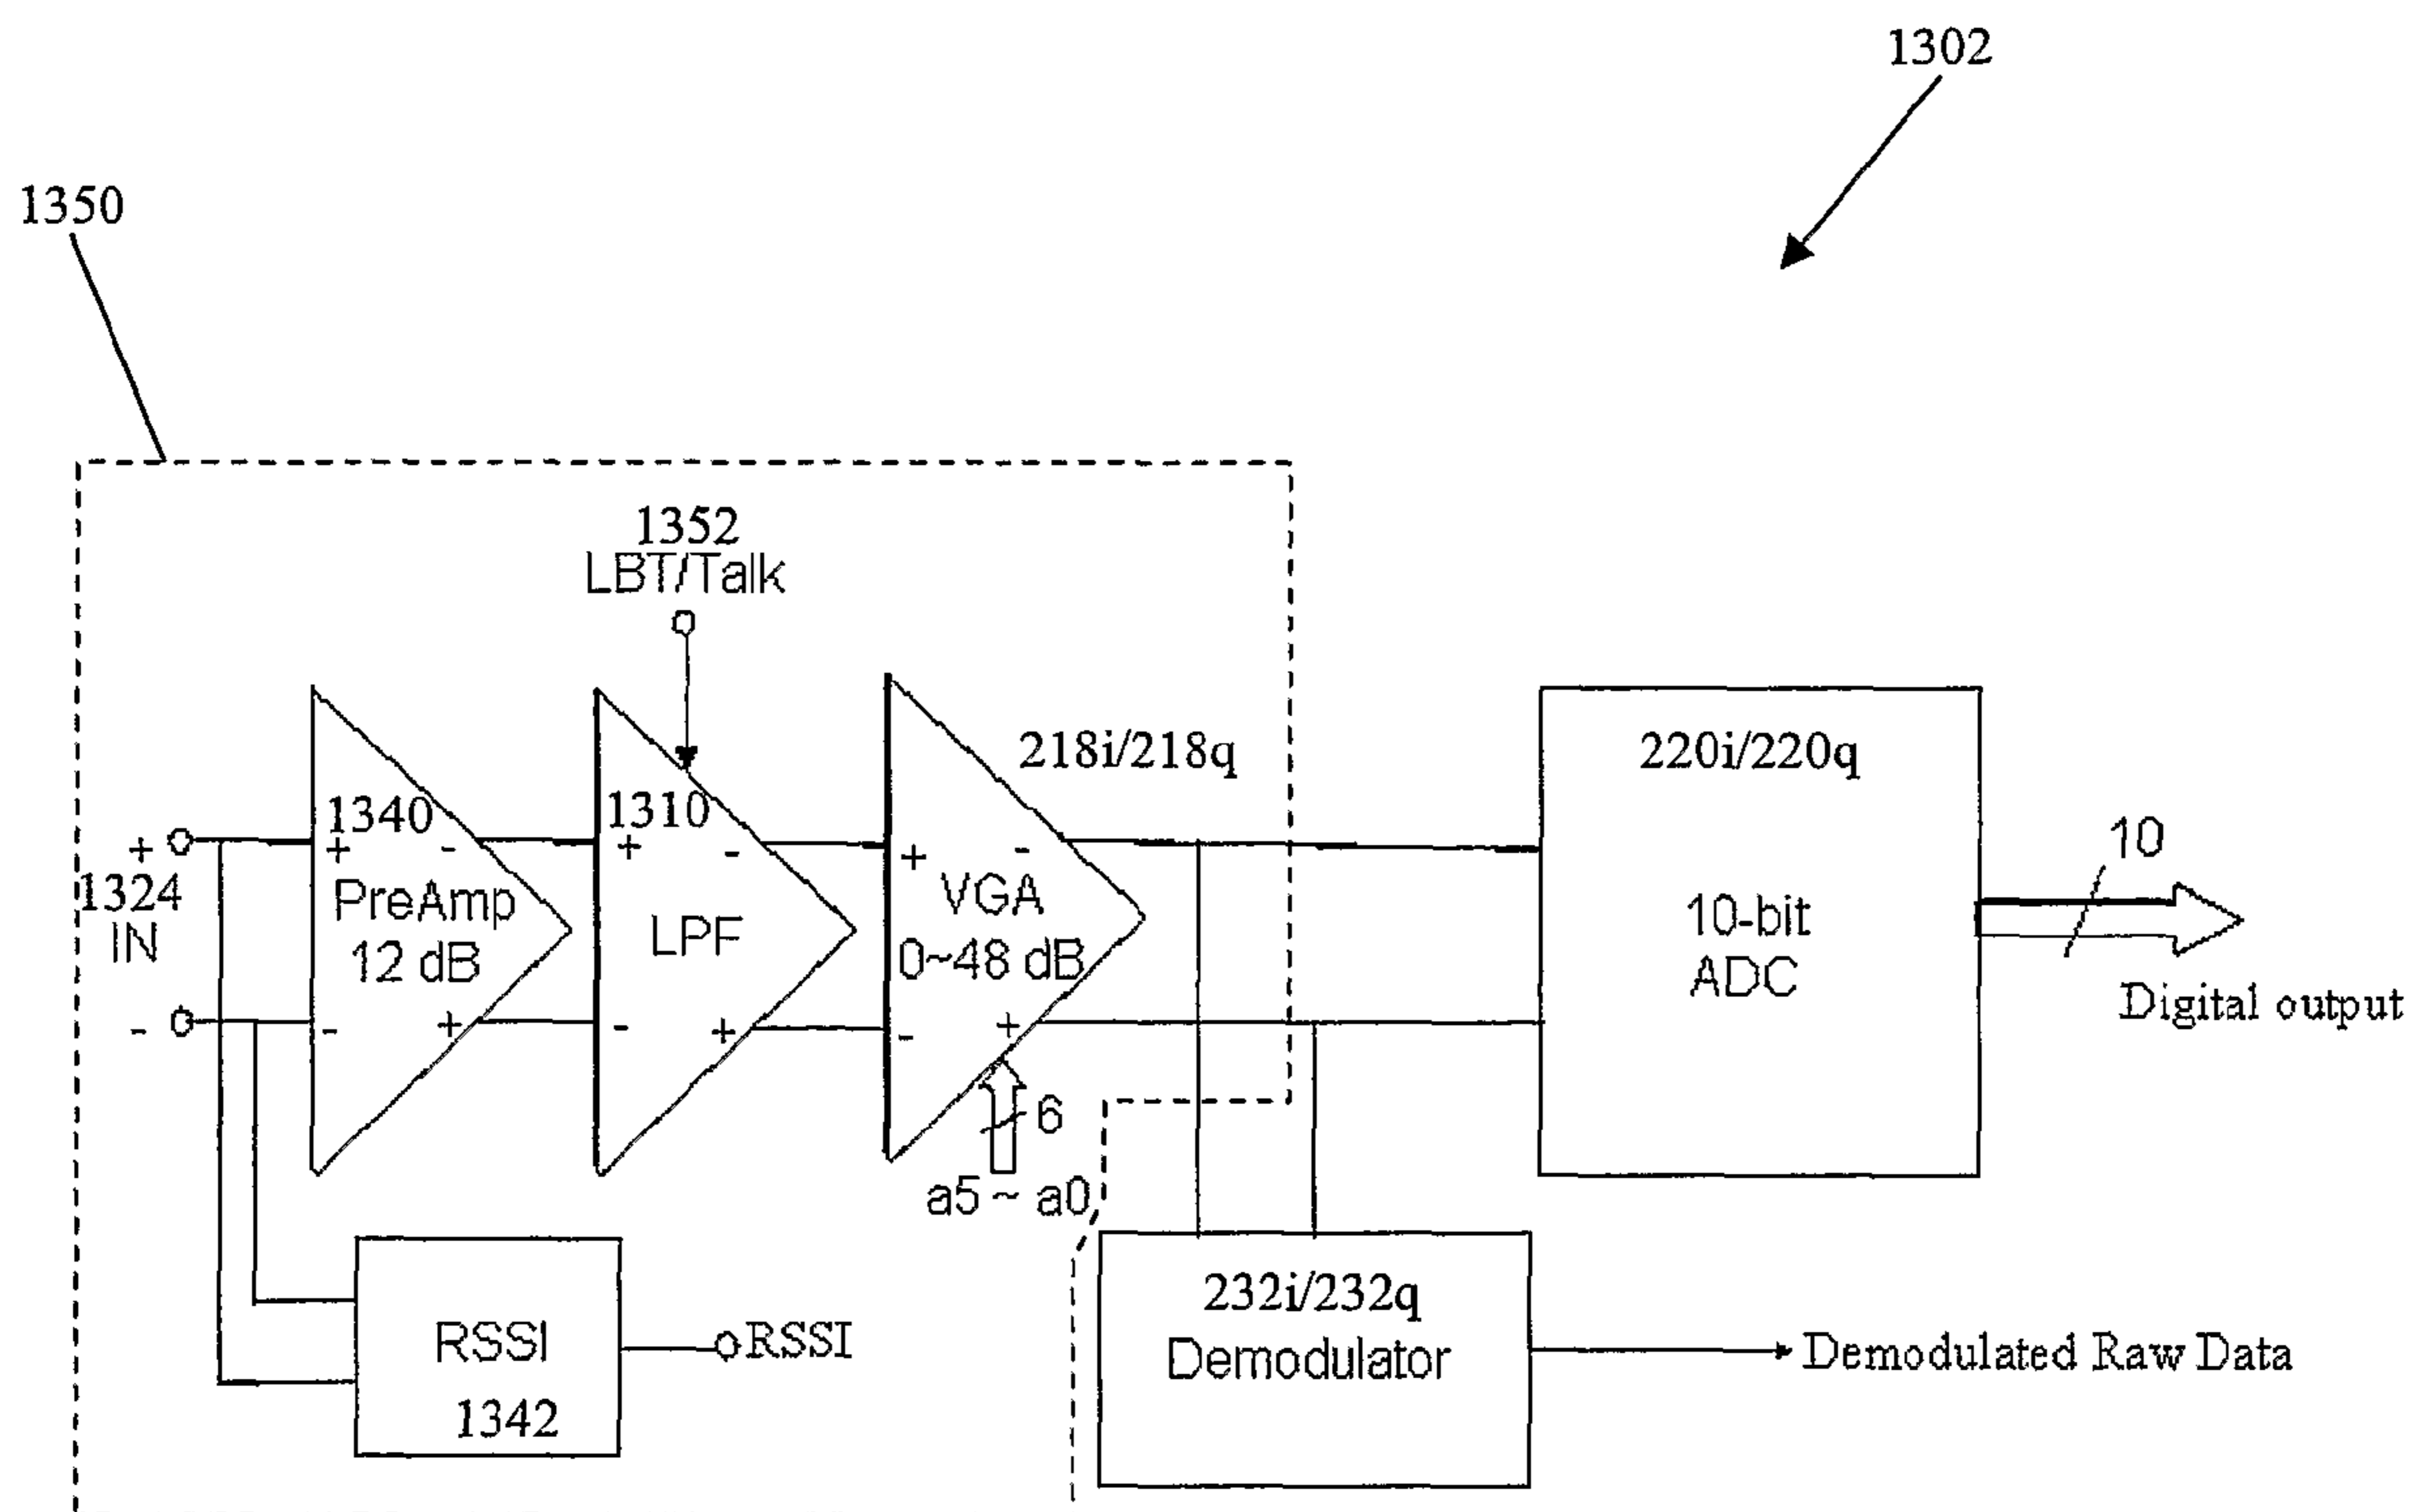 1302
1350
1352
LBT/Talk
218i/218q
220i/220q
1340
1310
+
+ -
+ -
+ -
10
1324
IN
PreAmp
12 dB
LPF
VGA
0~48 dB
10-bit
ADC
Digital output
-
- +
- +
- +
6
a5 ~ a0
RSSI
1342
RSSI
232i/232q
Demodulator
Demodulated Raw Data